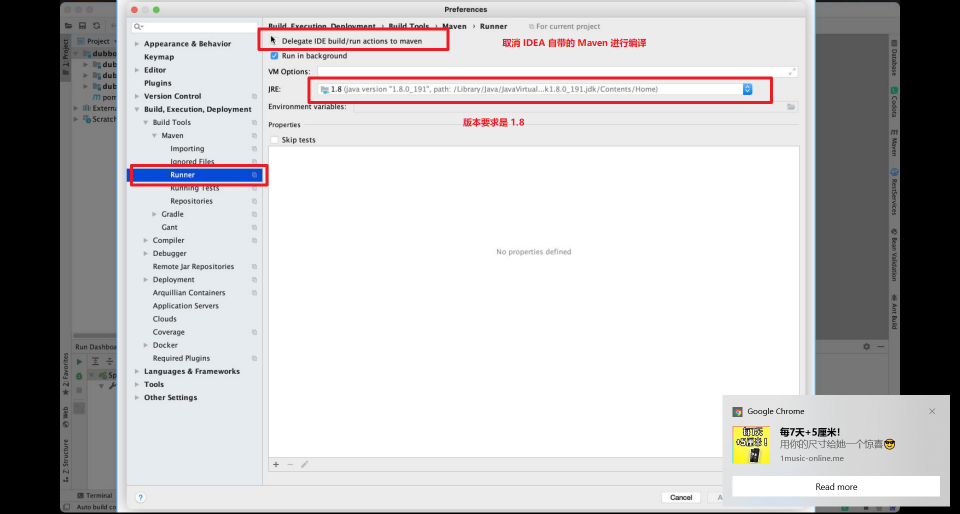 Preferences
Build, Execution, Deployment › Build Tools › Maven › Runner
For current project
Appearance & Behavior
Keymap
Editor
Plugins
Version Control
Build, Execution, Deployment
Build Tools
Maven
Importing
Ignored Files
Runner
Running Tests
Repositories
Gradle
Gant
Compiler
Debugger
Remote Jar Repositories
Deployment
Arquillian Containers
Application Servers
Clouds
Coverage
Docker
Required Plugins
Languages & Frameworks
Tools
Other Settings
Delegate IDE build/run actions to maven
取消 IDEA 自带的 Maven 进行编译
Run in background
VM Options:
JRE:
1.8 (java version "1.8.0_191", path: /Library/Java/JavaVirtual...k1.8.0_191.jdk/Contents/Home)
Environment variables:
版本要求是 1.8
Properties
Skip tests
No properties defined
?
Cancel
A
1: Project
Project
dubbo
dub
dub
dub
pom
Extern
Scratch
Run Dashboa
Sp
2: Favorites
Web
Z: Structure
Terminal
Auto build co
Database
Codota
Maven
RestServices
Bean Validation
Ant Build
Google Chrome
每7天+5厘米!
用你的尺寸给她一个惊喜😎
1music-online.me
每7天
+5厘米!
Read more